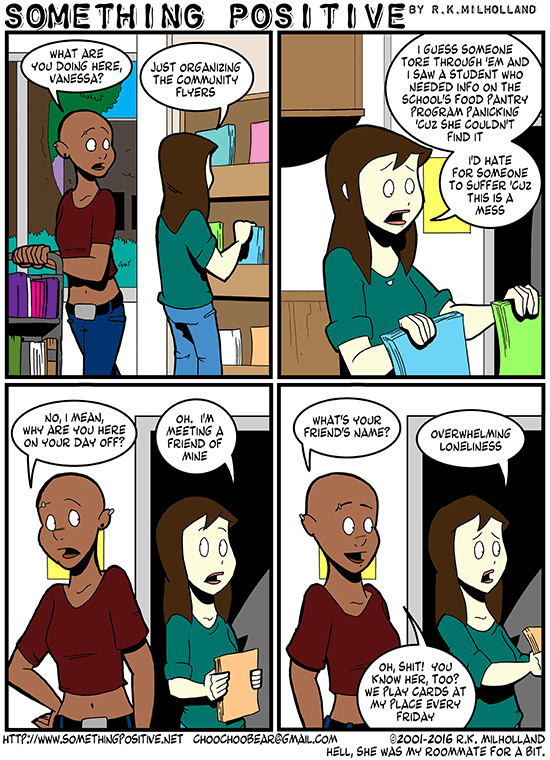 SOMETHING POSITIVE BY R.K.MILHOLLAND
WHAT ARE
YOU DOING HERE,
VANESSA?
JUST ORGANIZING
THE COMMUNITY
FLYERS
I GUESS SOMEONE
TORE THROUGH 'EM AND
I SAW A STUDENT WHO
NEEDED INFO ON THE
SCHOOL'S FOOD PANTRY
PROGRAM PANICKING
'CUZ SHE COULDN'T
FIND IT
I'D HATE
FOR SOMEONE
TO SUFFER 'CUZ
THIS IS A
MESS
NO, I MEAN,
WHY ARE YOU HERE
ON YOUR DAY OFF?
OH. I'M
MEETING A
FRIEND OF
MINE
WHAT'S YOUR
FRIEND'S NAME?
OVERWHELMING
LONELINESS
OH, SHIT! YOU
KNOW HER, TOO?
WE PLAY CARDS AT
MY PLACE EVERY
FRIDAY
HTTP://WWW.SOMETHINGPOSITIVE.NET CHOOCHOOBEAR@GMAIL.COM ©2001-2016 R.K. MILHOLLAND
HELL, SHE WAS MY ROOMMATE FOR A BIT.